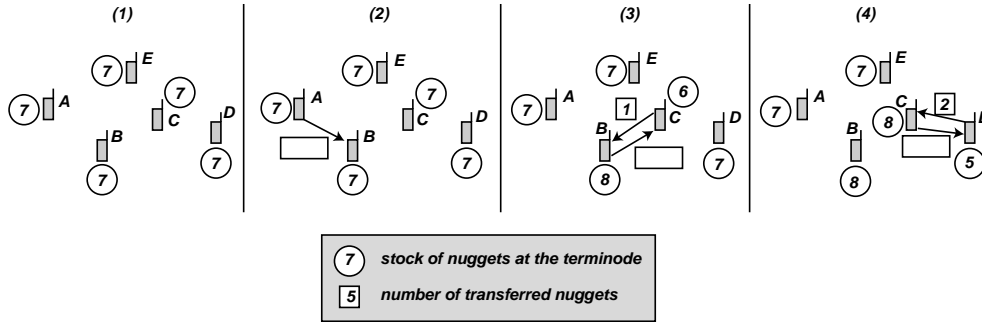 (1)
7 E
7
7 A
C
D
B
7
7
(2)
7 E
7
7 A
C
D
B
7
7
(3)
7 E
6
7 A
1
C
D
B
8
7
(4)
7 E
7 A
C
2
8
B
8
5
7 stock of nuggets at the terminode
5 number of transferred nuggets